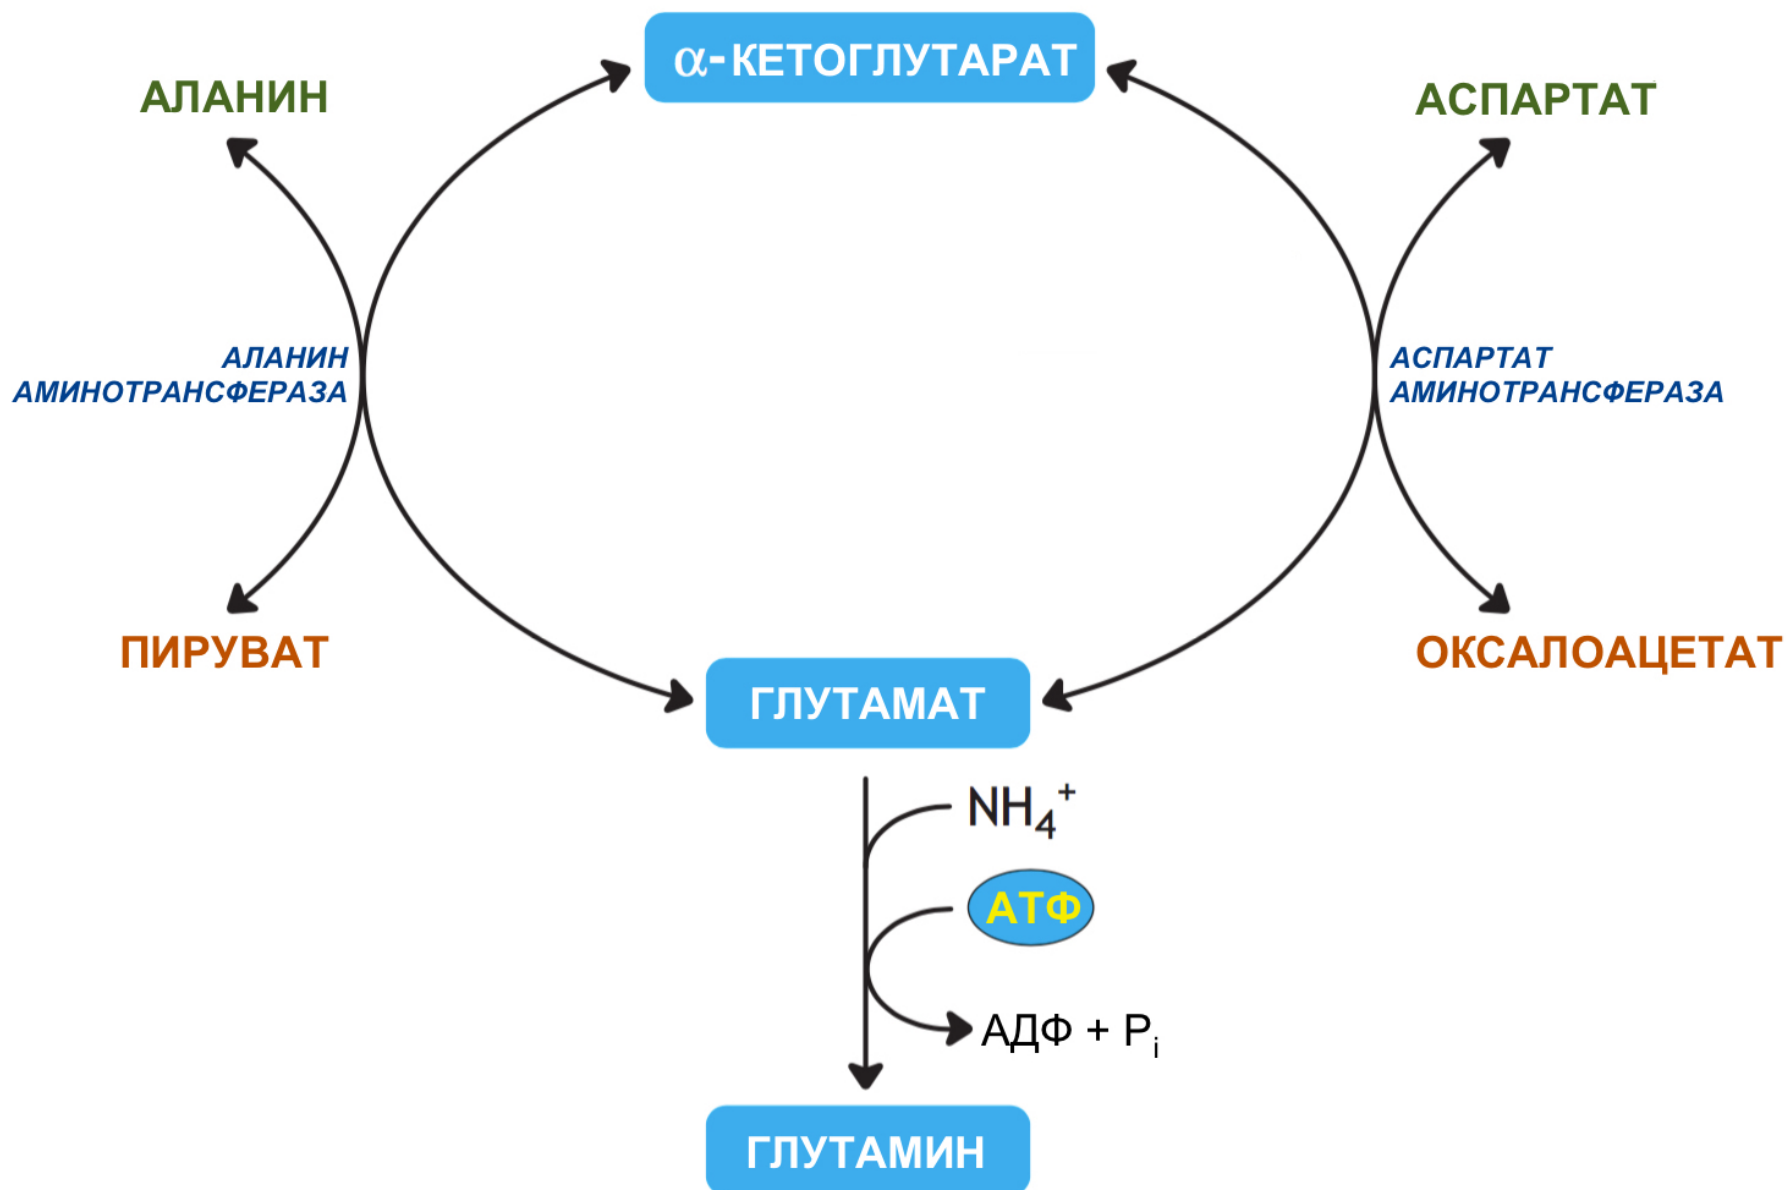 α-КЕТОГЛУТАРАТ
АЛАНИН
АСПАРТАТ
АЛАНИН
АМИНОТРАНСФЕРАЗА
АСПАРТАТ
АМИНОТРАНСФЕРАЗА
ПИРУВАТ
ОКСАЛОАЦЕТАТ
ГЛУТАМАТ
NH₄⁺
АТФ
АДФ + Pᵢ
ГЛУТАМИН